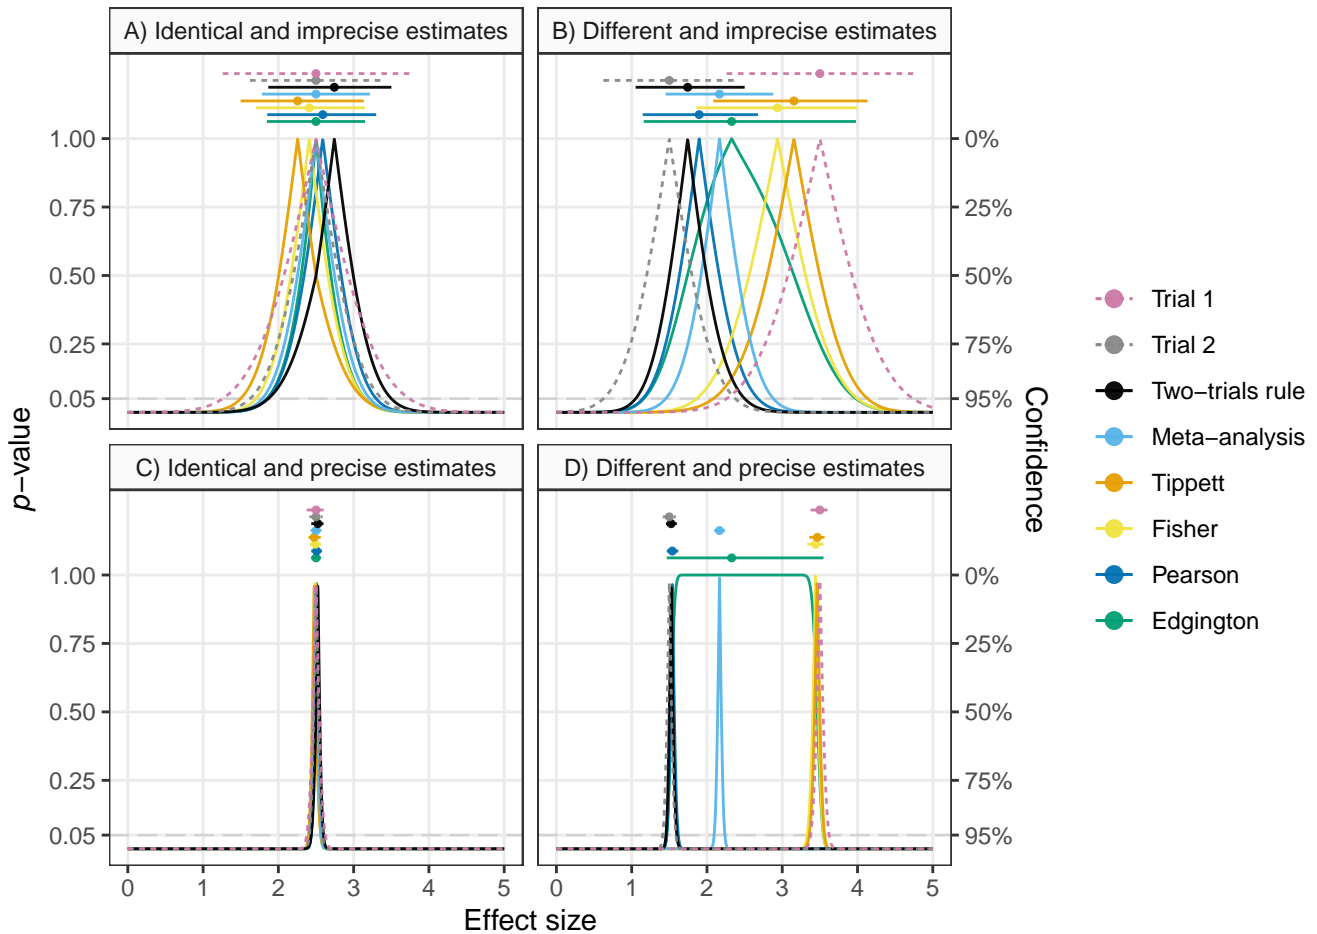 A) Identical and imprecise estimates
B) Different and imprecise estimates
1.00
0.75
0.50
0.25
0.05
0%
25%
50%
75%
95%
C) Identical and precise estimates
D) Different and precise estimates
1.00
0.75
0.50
0.25
0.05
0%
25%
50%
75%
95%
0 1 2 3 4 5
0 1 2 3 4 5
Effect size
p−value
Confidence
Trial 1
Trial 2
Two−trials rule
Meta−analysis
Tippett
Fisher
Pearson
Edgington